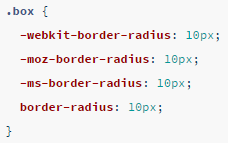 .box {
  -webkit-border-radius: 10px;
  -moz-border-radius: 10px;
  -ms-border-radius: 10px;
  border-radius: 10px;
}